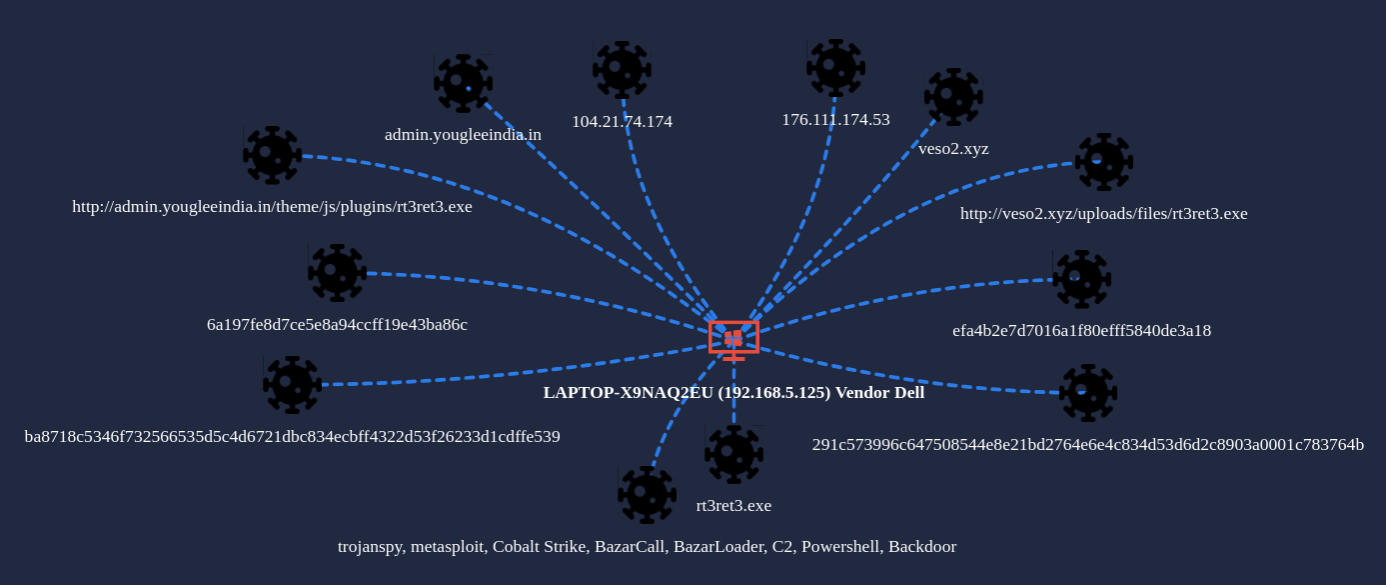 104.21.74.174
176.111.174.53
admin.yougleeindia.in
veso2.xyz
http://admin.yougleeindia.in/theme/js/plugins/rt3ret3.exe
http://veso2.xyz/uploads/files/rt3ret3.exe
6a197fe8d7ce5e8a94ccff19e43ba86c
efa4b2e7d7016a1f80efff5840de3a18
LAPTOP-X9NAQ2EU (192.168.5.125) Vendor Dell
ba8718c5346f732566535d5c4d6721dbc834ecbff4322d53f26233d1cdffe539
291c573996c647508544e8e21bd2764e6e4c834d53d6d2c8903a0001c783764b
rt3ret3.exe
trojanspy, metasploit, Cobalt Strike, BazarCall, BazarLoader, C2, Powershell, Backdoor